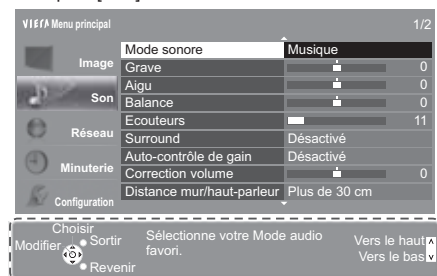 VIErA Menu principal 1/2
Image
Son
Réseau
Minuterie
Configuration
Mode sonore Musique
Grave 0
Aigu 0
Balance 0
Ecouteurs 11
Surround Désactivé
Auto-contrôle de gain Désactivé
Correction volume 0
Distance mur/haut-parleur Plus de 30 cm
Choisir
Modifier
Sortir
Revenir
Sélectionne votre Mode audio
favori.
Vers le haut
Vers le bas